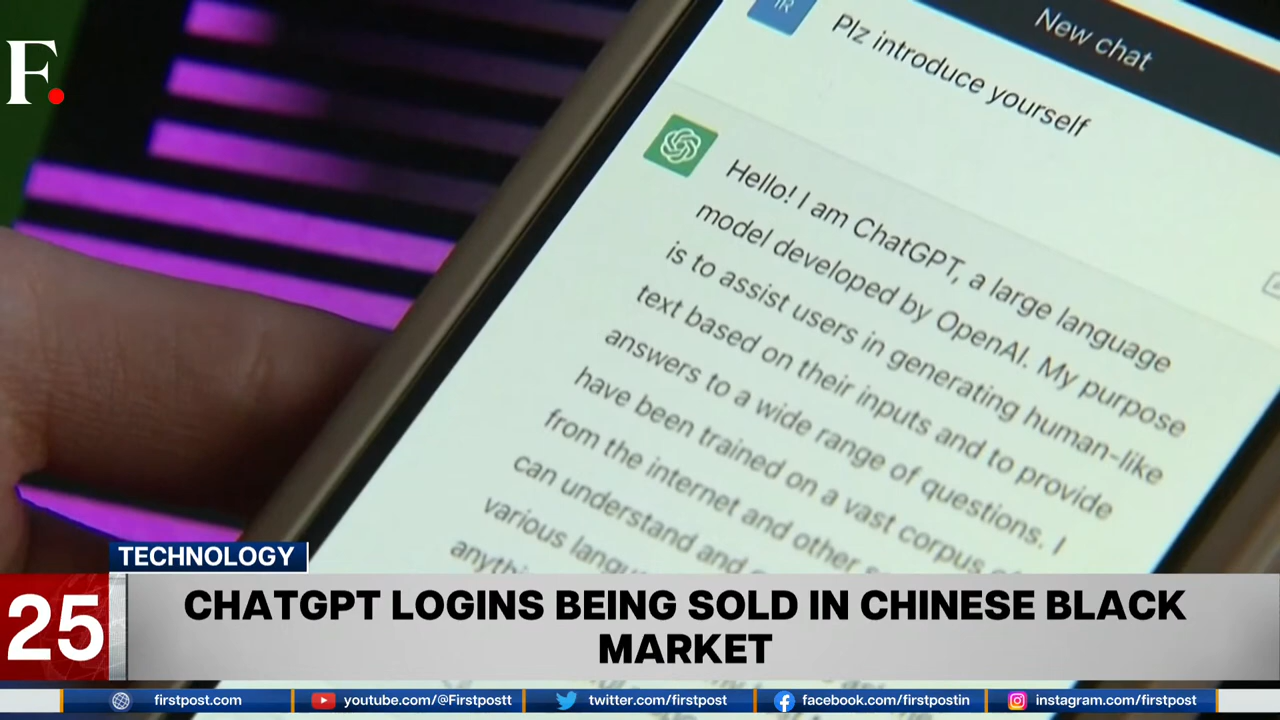 F.
iR
New chat
Plz introduce yourself
Hello! I am ChatGPT, a large language
model developed by OpenAI. My purpose
is to assist users in generating human-like
text based on their inputs and to provide
answers to a wide range of questions. I
have been trained on a vast corpus
from the internet and other
can understand and
various
TECHNOLOGY
25
CHATGPT LOGINS BEING SOLD IN CHINESE BLACK
MARKET
firstpost.com
youtube.com/@Firstpostt
twitter.com/firstpost
facebook.com/firstpostin
instagram.com/firstpost